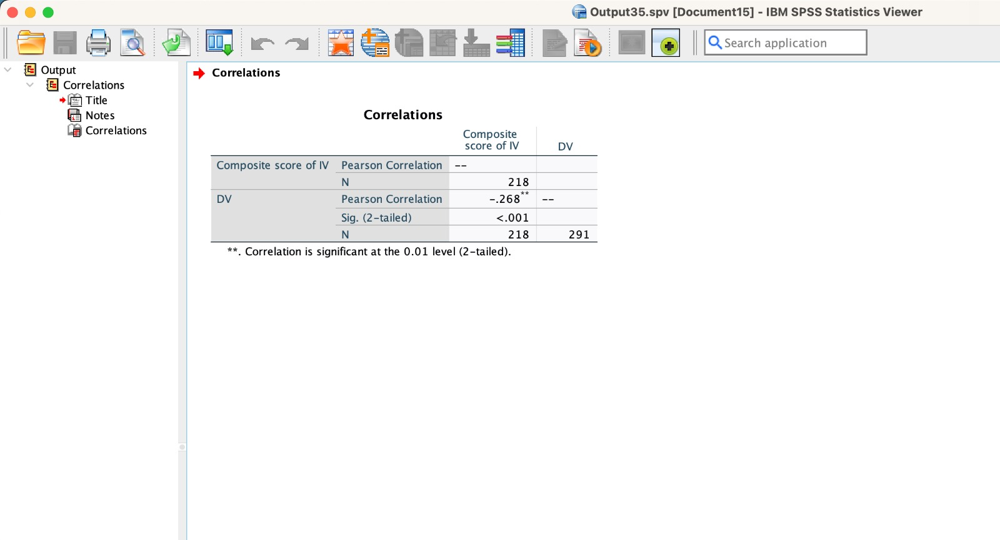 Output35.spv [Document15] - IBM SPSS Statistics Viewer
Search application
Output
Correlations
Title
Notes
Correlations
Correlations
Correlations
Composite score of IV DV
Composite score of IV Pearson Correlation --
N 218
DV Pearson Correlation -.268** --
Sig. (2-tailed) <.001
N 218 291
**. Correlation is significant at the 0.01 level (2-tailed).